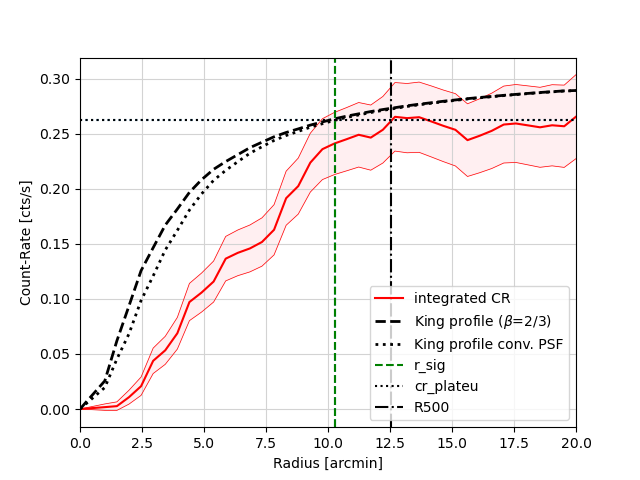 0.30
0.25
0.20
0.15
0.10
0.05
0.00
Count-Rate [cts/s]
integrated CR
King profile (β=2/3)
King profile conv. PSF
r_sig
cr_plateu
R500
0.0 2.5 5.0 7.5 10.0 12.5 15.0 17.5 20.0
Radius [arcmin]